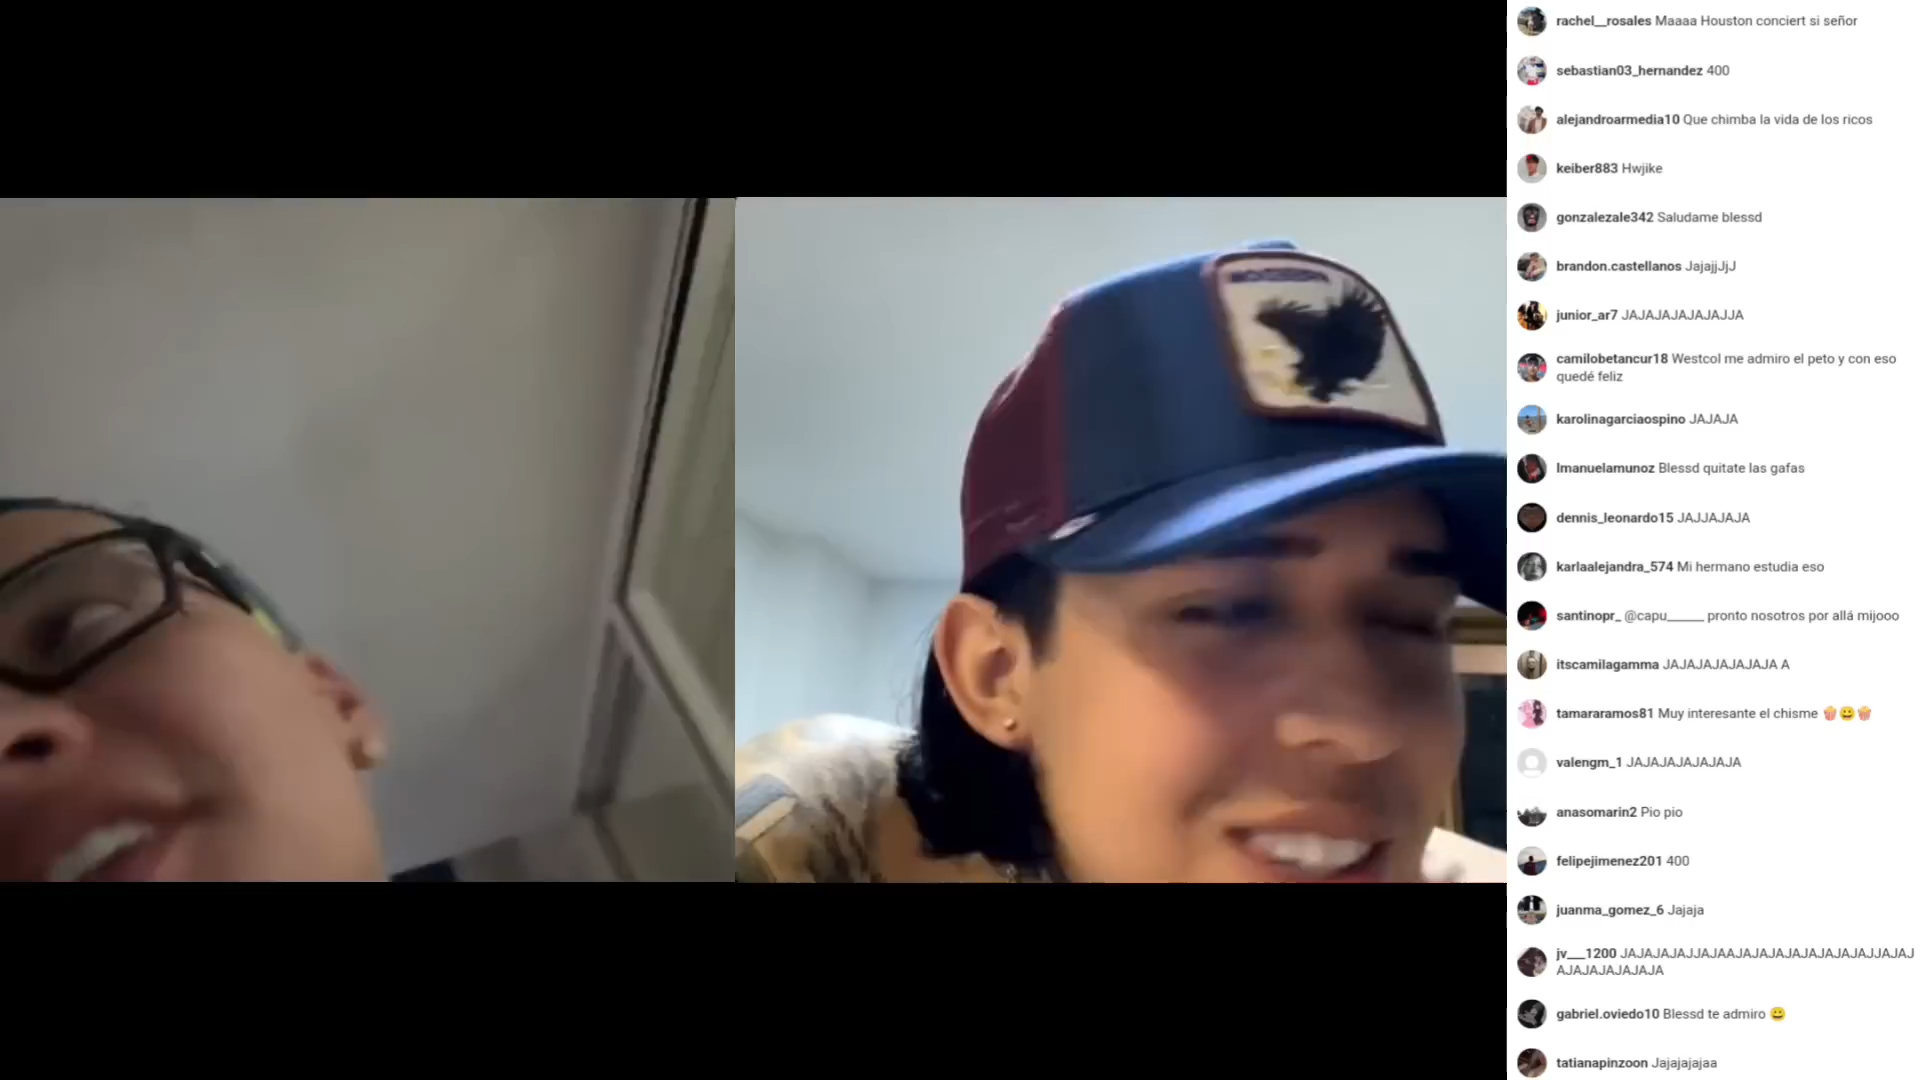 rachel__rosales Maaaa Houston conciert si señor
sebastian03_hernandez 400
alejandroarmedia10 Que chimba la vida de los ricos
keiber883 Hwjike
gonzalezale342 Saludame blessd
brandon.castellanos JajajjJjJ
junior_ar7 JAJAJAJAJAJAJJA
camilobetancur18 Westcol me admiro el peto y con eso
quedé feliz
karolinagarciaospino JAJAJA
lmanuelamunoz Blessd quitate las gafas
dennis_leonardo15 JAJJAJAJA
karlaalejandra_574 Mi hermano estudia eso
santinopr_ @capu______ pronto nosotros por allá mijooo
itscamilagamma JAJAJAJAJAJAJA A
tamararamos81 Muy interesante el chisme 🍿😀🍿
valengm_1 JAJAJAJAJAJAJA
anasomarin2 Pio pio
felipejimenez201 400
juanma_gomez_6 Jajaja
jv___1200 JAJAJAJAJJAJAAJAJAJAJAJAJAJAJAJJAJAJ
AJAJAJAJAJAJA
gabriel.oviedo10 Blessd te admiro 😀
tatianapinzoon Jajajajajaa